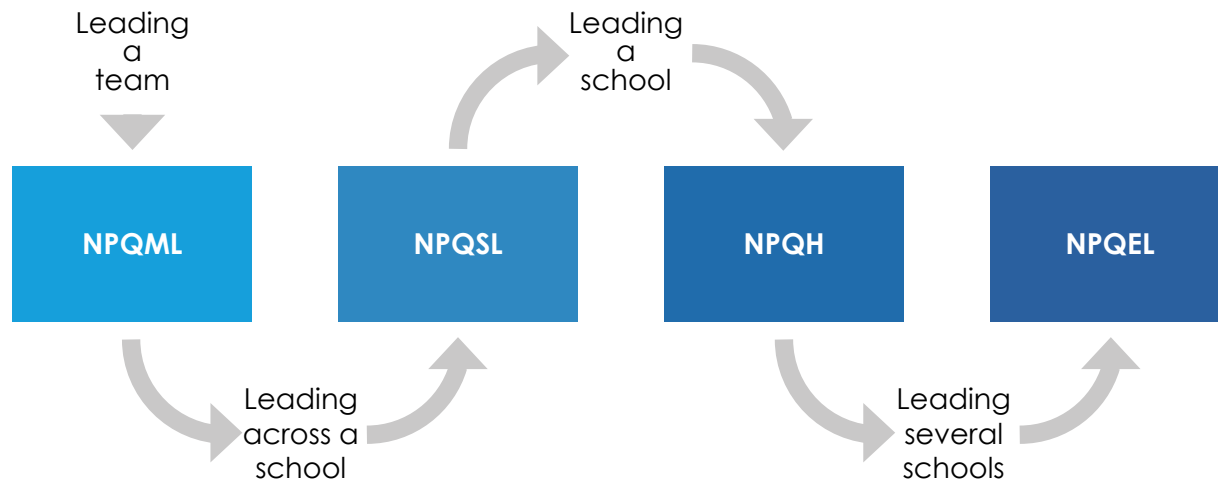 Leading
a
team
Leading
a
school
NPQML
NPQSL
NPQH
NPQEL
Leading
across a
school
Leading
several
schools